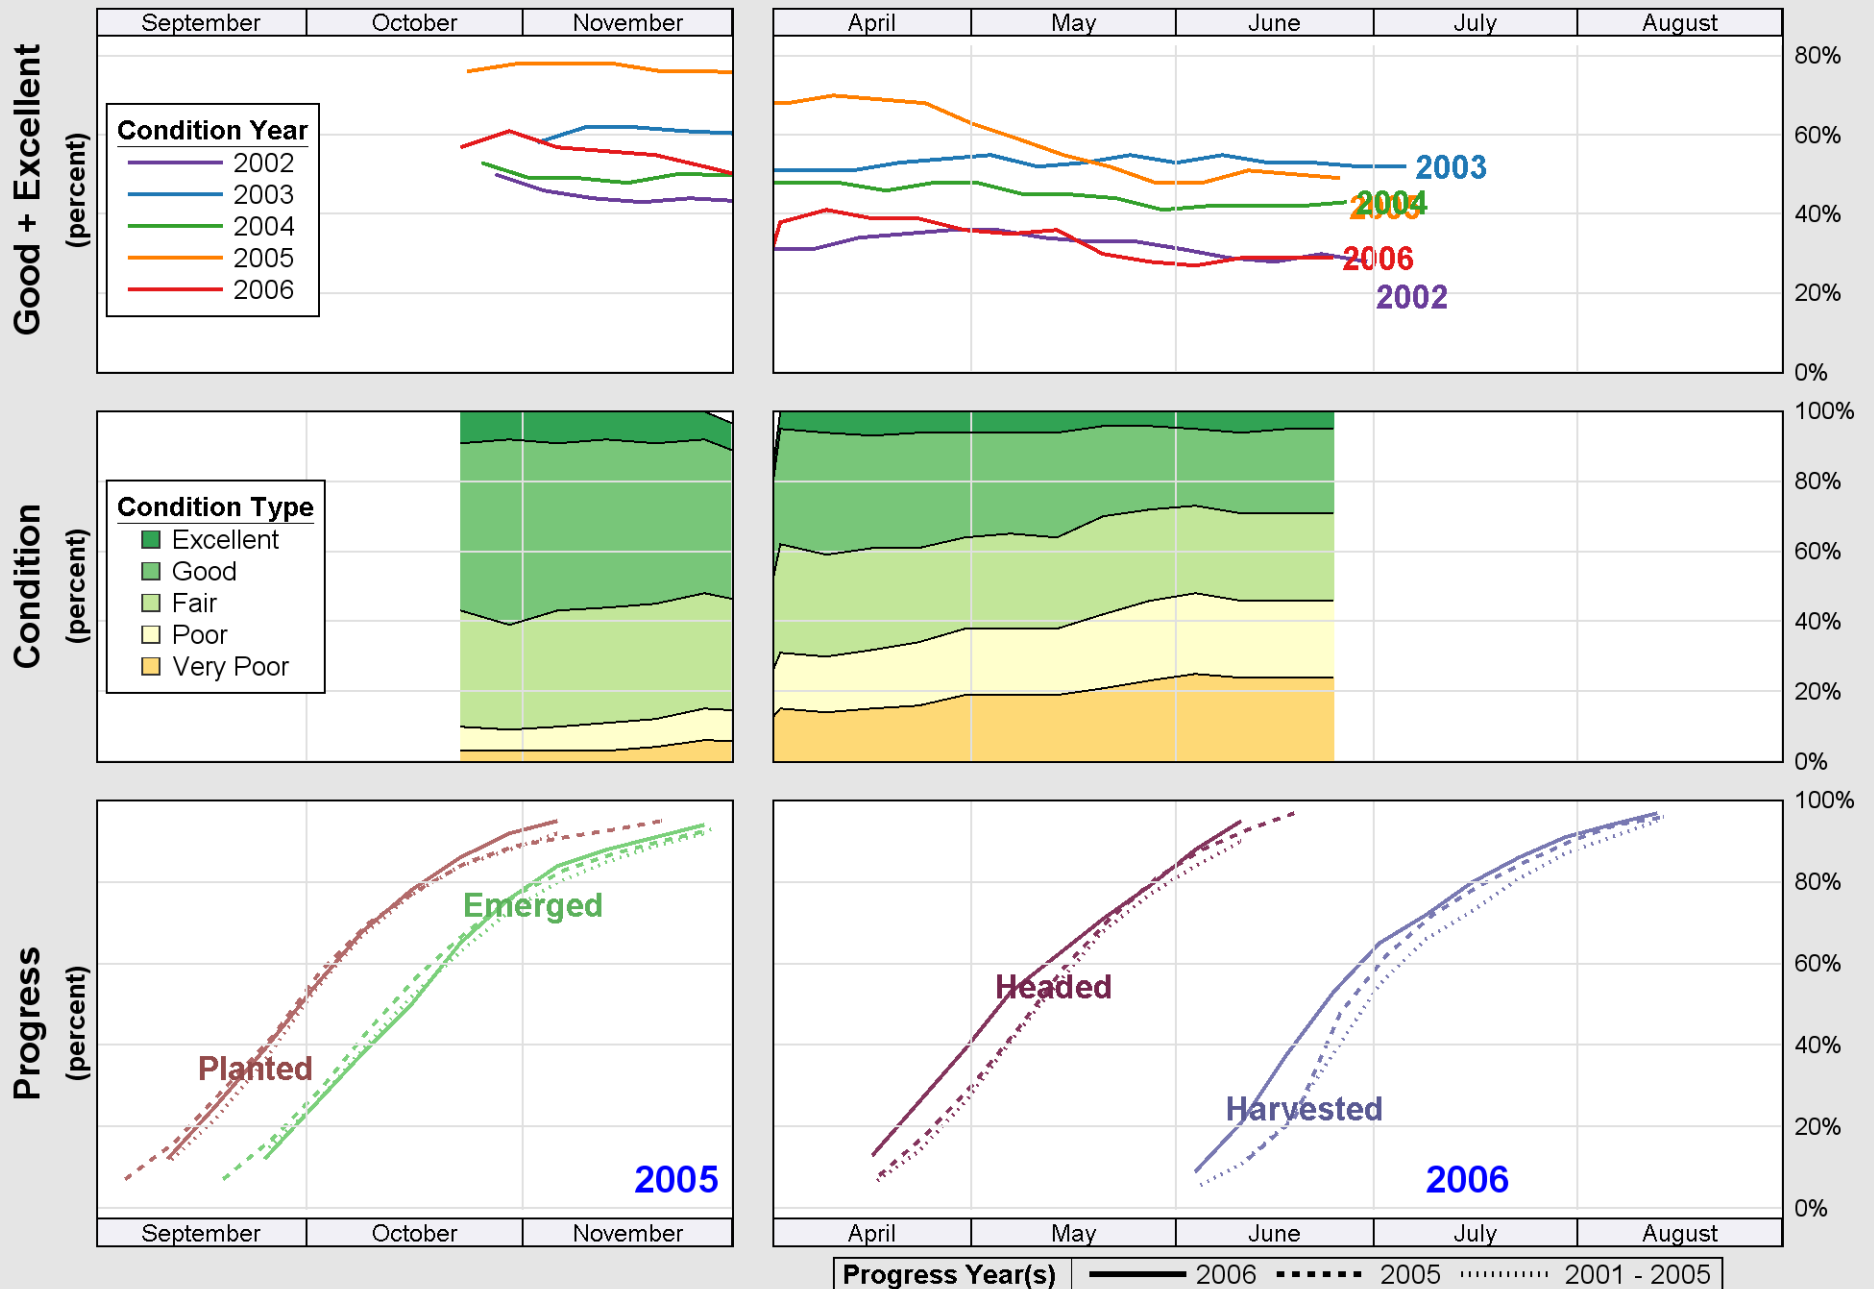 September October November April May June July August
Good + Excellent
(percent)
80%
60%
40%
20%
0%
Condition Year
2002
2003
2004
2005
2006
2003
2004
2005
2006
2002
Condition
(percent)
100%
80%
60%
40%
20%
0%
Condition Type
Excellent
Good
Fair
Poor
Very Poor
Progress
(percent)
100%
80%
60%
40%
20%
0%
Planted
Emerged
Headed
Harvested
2005
2006
September October November April May June July August
Progress Year(s) 2006 2005 2001 - 2005